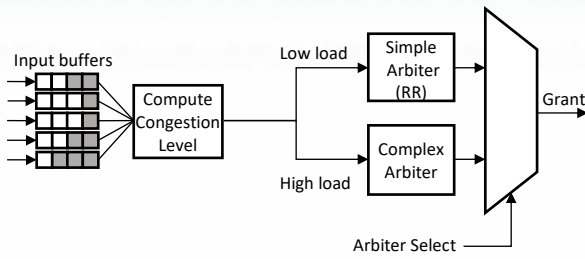 Input buffers
Compute
Congestion
Level
Low load
Simple
Arbiter
(RR)
High load
Complex
Arbiter
Grant
Arbiter Select